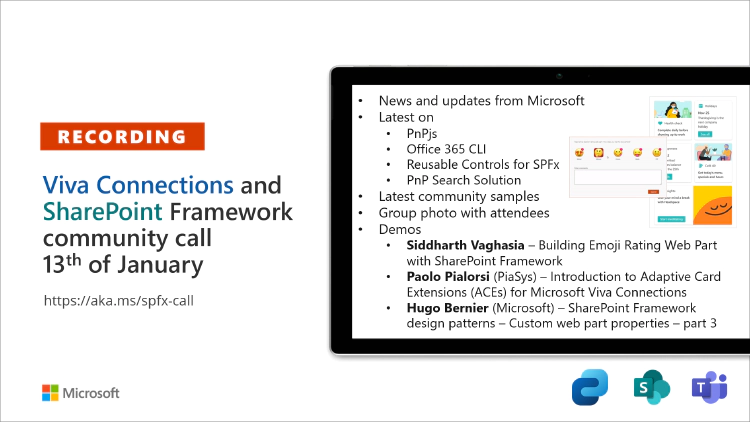 RECORDING
Viva Connections and
SharePoint Framework
community call
13th of January
https://aka.ms/spfx-call
Microsoft
• News and updates from Microsoft
• Latest on
• PnPjs
• Office 365 CLI
• Reusable Controls for SPFx
• PnP Search Solution
• Latest community samples
• Group photo with attendees
• Demos
• Siddharth Vaghasia – Building Emoji Rating Web Part
with SharePoint Framework
• Paolo Pialorsi (PiaSys) – Introduction to Adaptive Card
Extensions (ACEs) for Microsoft Viva Connections
• Hugo Bernier (Microsoft) – SharePoint Framework
design patterns – Custom web part properties – part 3
S
T